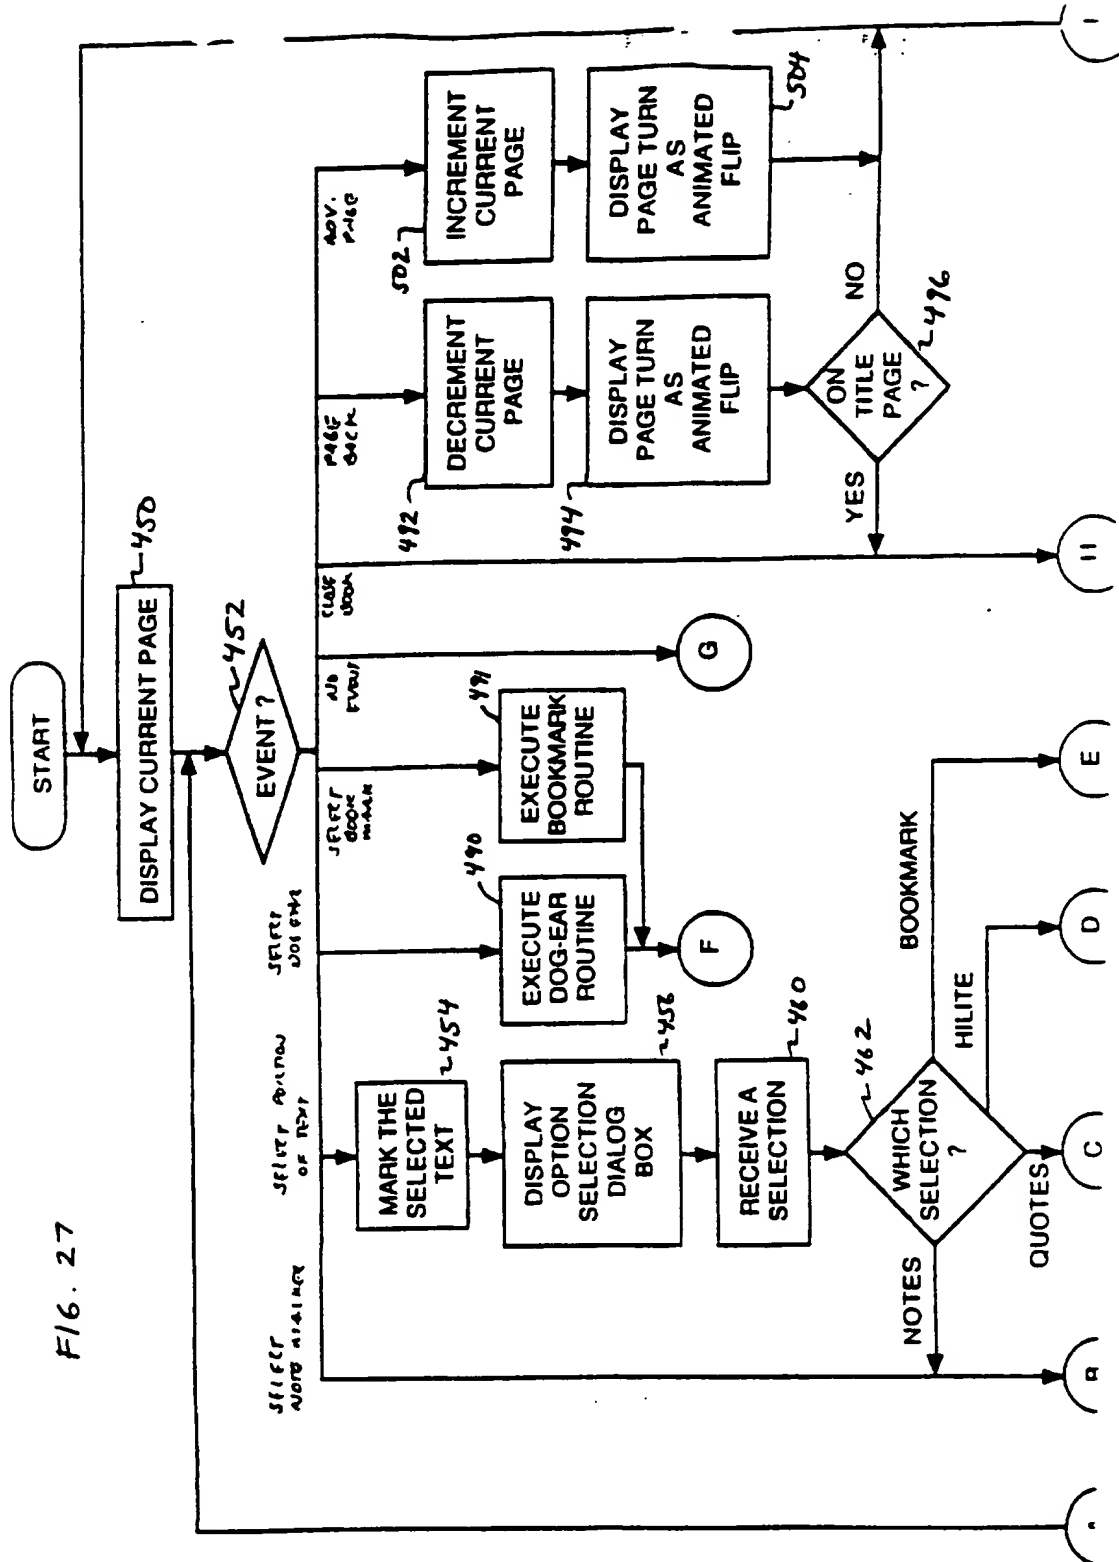 FIG. 27
START
DISPLAY CURRENT PAGE
450
EVENT ?
452
SELECT
NOTE MARKER
SELECT PORTION
OF TEXT
SELECT
DOG EAR
SELECT
BOOK
MARK
NO
EVENT
CLOSE
BOOK
PAGE
BACK
ADV.
PAGE
MARK THE
SELECTED
TEXT
454
DISPLAY
OPTION
SELECTION
DIALOG
BOX
456
RECEIVE A
SELECTION
460
WHICH
SELECTION
?
462
NOTES
QUOTES
HILITE
BOOKMARK
EXECUTE
DOG-EAR
ROUTINE
490
EXECUTE
BOOKMARK
ROUTINE
491
F
G
DECREMENT
CURRENT
PAGE
492
DISPLAY
PAGE TURN
AS
ANIMATED
FLIP
494
ON
TITLE
PAGE
?
496
YES
NO
INCREMENT
CURRENT
PAGE
502
DISPLAY
PAGE TURN
AS
ANIMATED
FLIP
504
C
D
E